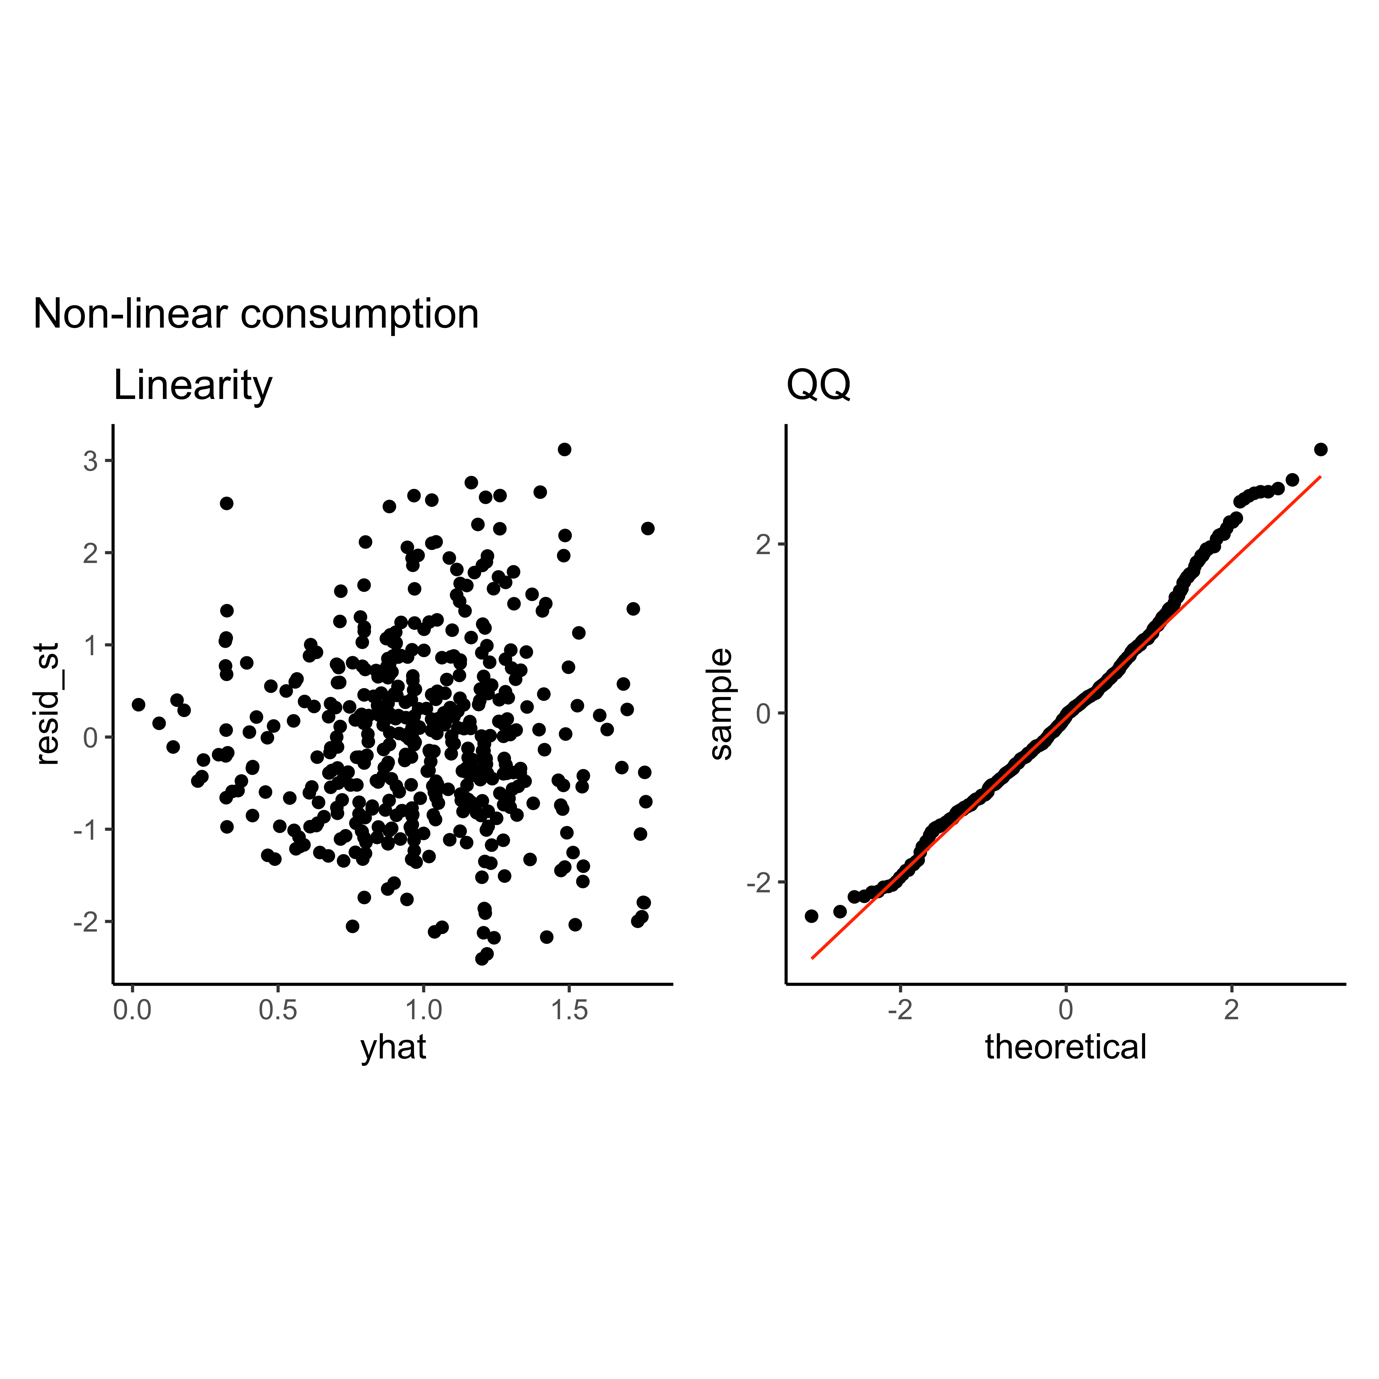 Non-linear consumption
Linearity
3
2
1
0
-1
-2
resid_st
0.0 0.5 1.0 1.5
yhat
QQ
2
0
-2
sample
-2 0 2
theoretical